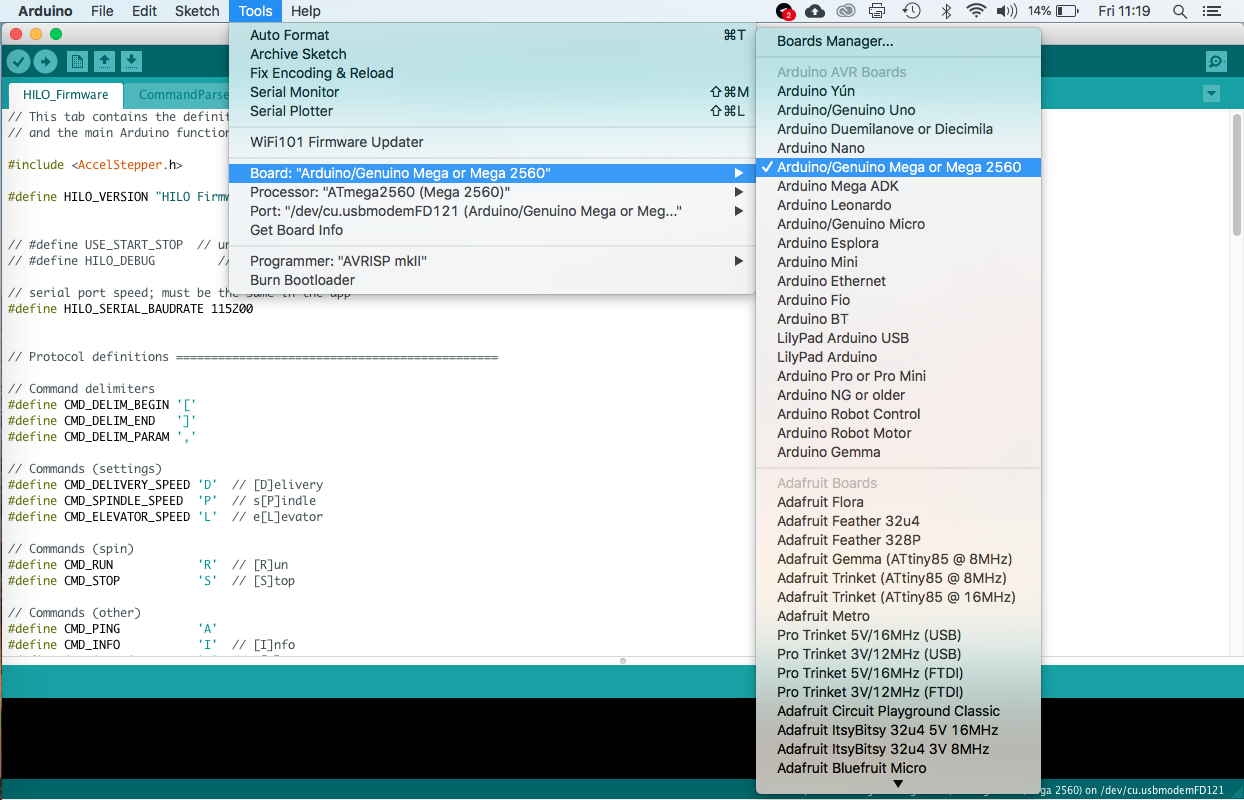 Arduino File Edit Sketch Tools Help 2 14% Fri 11:19
HILO_Firmware CommandParse
// This tab contains the definit
// and the main Arduino function
#include <AccelStepper.h>
#define HILO_VERSION "HILO Firmw
// #define USE_START_STOP // un
// #define HILO_DEBUG //
// serial port speed; must be the same in the app
#define HILO_SERIAL_BAUDRATE 115200
// Protocol definitions ==============================================
// Command delimiters
#define CMD_DELIM_BEGIN '['
#define CMD_DELIM_END ']'
#define CMD_DELIM_PARAM ','
// Commands (settings)
#define CMD_DELIVERY_SPEED 'D' // [D]elivery
#define CMD_SPINDLE_SPEED 'P' // s[P]indle
#define CMD_ELEVATOR_SPEED 'L' // e[L]evator
// Commands (spin)
#define CMD_RUN 'R' // [R]un
#define CMD_STOP 'S' // [S]top
// Commands (other)
#define CMD_PING 'A'
#define CMD_INFO 'I' // [I]nfo
Auto Format ⌘T
Archive Sketch
Fix Encoding & Reload
Serial Monitor ⇧⌘M
Serial Plotter ⇧⌘L
WiFi101 Firmware Updater
Board: "Arduino/Genuino Mega or Mega 2560"
Processor: "ATmega2560 (Mega 2560)"
Port: "/dev/cu.usbmodemFD121 (Arduino/Genuino Mega or Meg..."
Get Board Info
Programmer: "AVRISP mkII"
Burn Bootloader
Boards Manager...
Arduino AVR Boards
Arduino Yún
Arduino/Genuino Uno
Arduino Duemilanove or Diecimila
Arduino Nano
Arduino/Genuino Mega or Mega 2560
Arduino Mega ADK
Arduino Leonardo
Arduino/Genuino Micro
Arduino Esplora
Arduino Mini
Arduino Ethernet
Arduino Fio
Arduino BT
LilyPad Arduino USB
LilyPad Arduino
Arduino Pro or Pro Mini
Arduino NG or older
Arduino Robot Control
Arduino Robot Motor
Arduino Gemma
Adafruit Boards
Adafruit Flora
Adafruit Feather 32u4
Adafruit Feather 328P
Adafruit Gemma (ATtiny85 @ 8MHz)
Adafruit Trinket (ATtiny85 @ 8MHz)
Adafruit Trinket (ATtiny85 @ 16MHz)
Adafruit Metro
Pro Trinket 5V/16MHz (USB)
Pro Trinket 3V/12MHz (USB)
Pro Trinket 5V/16MHz (FTDI)
Pro Trinket 3V/12MHz (FTDI)
Adafruit Circuit Playground Classic
Adafruit ItsyBitsy 32u4 5V 16MHz
Adafruit ItsyBitsy 32u4 3V 8MHz
Adafruit Bluefruit Micro
ga 2560) on /dev/cu.usbmodemFD121